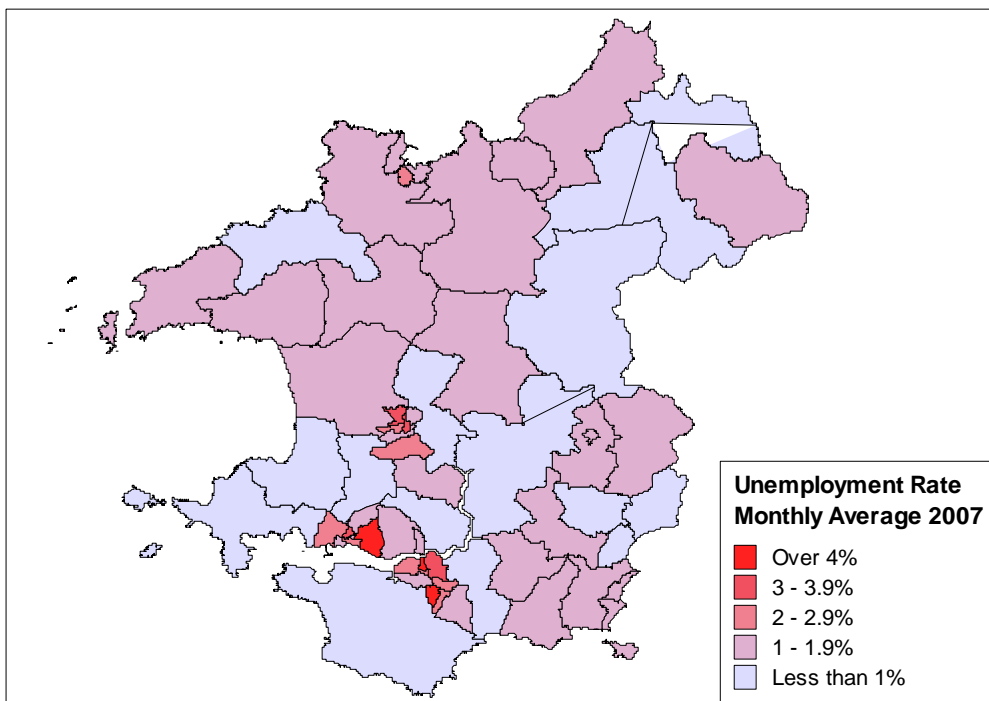 Unemployment Rate
Monthly Average 2007
Over 4%
3 - 3.9%
2 - 2.9%
1 - 1.9%
Less than 1%